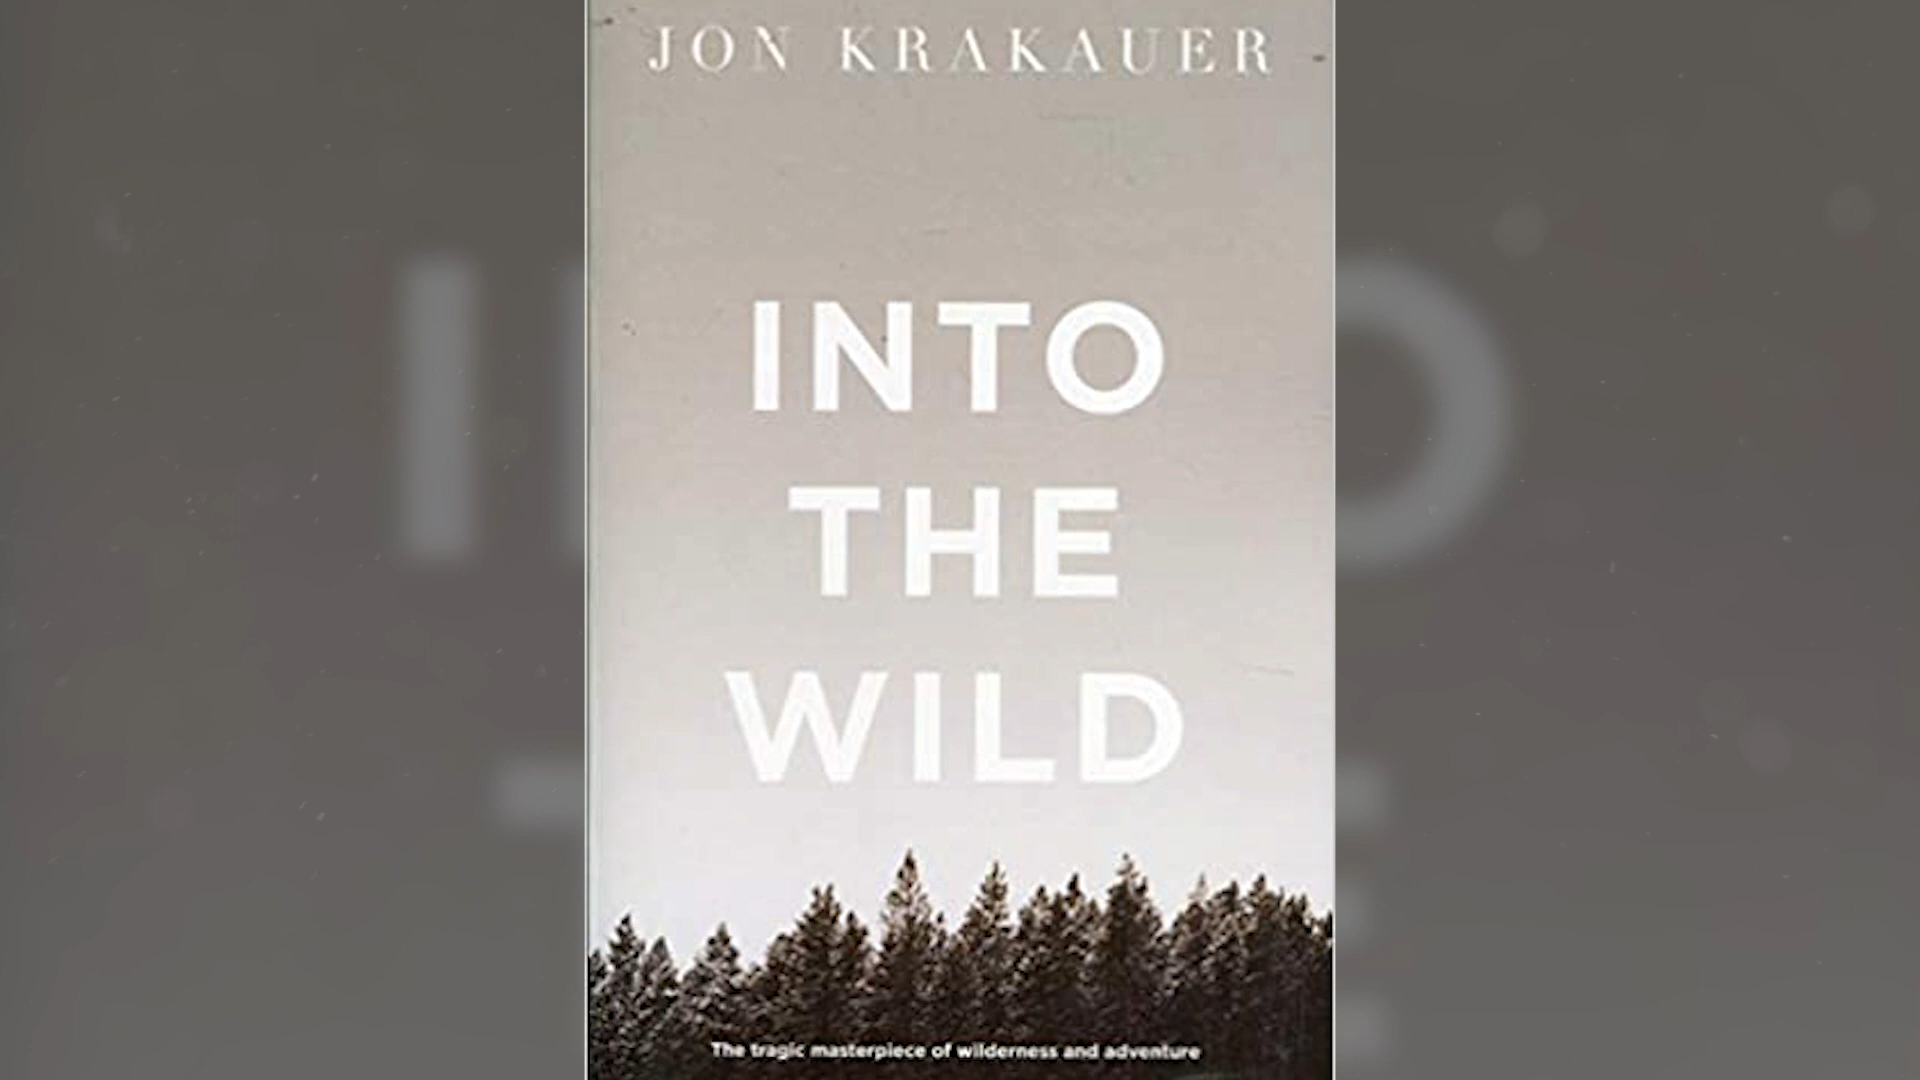 JON KRAKAUER
INTO
THE
WILD
The tragic masterpiece of wilderness and adventure